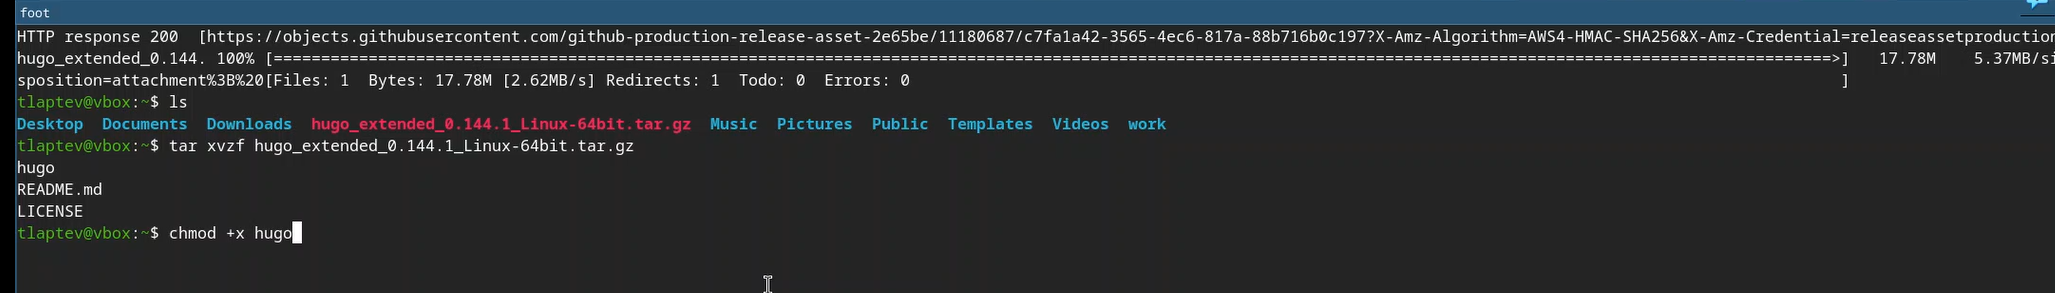 foot
HTTP response 200  [https://objects.githubusercontent.com/github-production-release-asset-2e65be/11180687/c7fa1a42-3565-4ec6-817a-88b716b0c197?X-Amz-Algorithm=AWS4-HMAC-SHA256&X-Amz-Credential=releaseassetproduction
hugo_extended_0.144. 100% [=====================================================================================================================================================>]   17.78M    5.37MB/s
sposition=attachment%3B%20[Files: 1  Bytes: 17.78M [2.62MB/s] Redirects: 1  Todo: 0  Errors: 0                                                                                                   ]
tlaptev@vbox:~$ ls
Desktop  Documents  Downloads  hugo_extended_0.144.1_Linux-64bit.tar.gz  Music  Pictures  Public  Templates  Videos  work
tlaptev@vbox:~$ tar xvzf hugo_extended_0.144.1_Linux-64bit.tar.gz
hugo
README.md
LICENSE
tlaptev@vbox:~$ chmod +x hugo